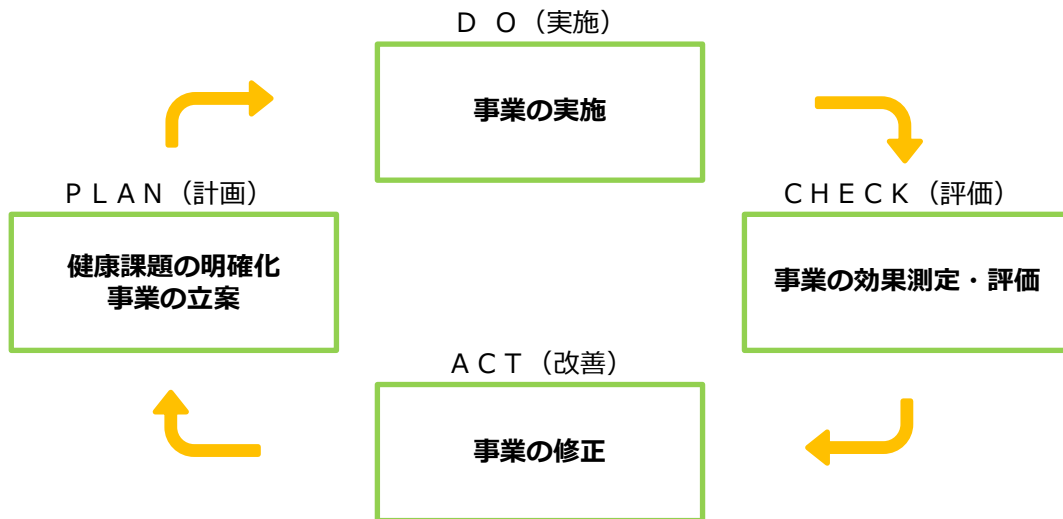 ＤＯ（実施）
事業の実施
ＰＬＡＮ（計画）
健康課題の明確化
事業の立案
ＣＨＥＣＫ（評価）
事業の効果測定・評価
ＡＣＴ（改善）
事業の修正